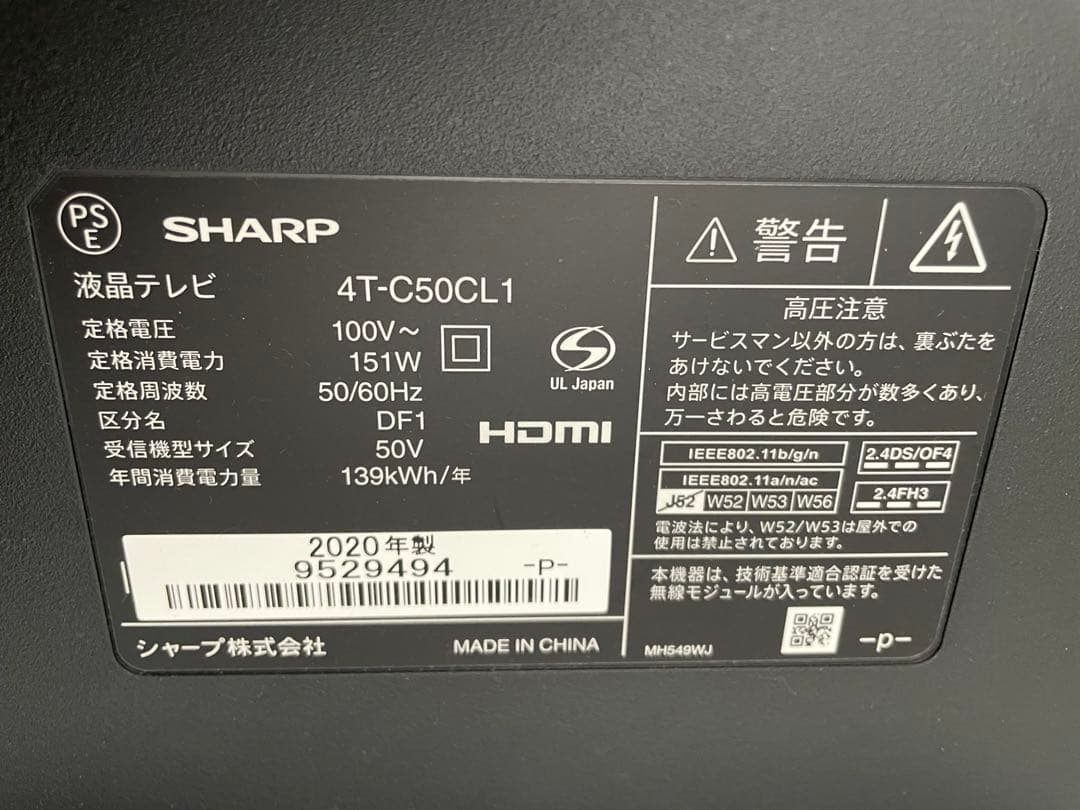 PS
E
SHARP
液晶テレビ 4T-C50CL1
定格電圧 100V～
定格消費電力 151W
定格周波数 50/60Hz
区分名 DF1
受信機型サイズ 50V
年間消費電力量 139kWh/年
S
UL Japan
HDMI
2020年製
9529494 -P-
シャープ株式会社 MADE IN CHINA
警告
高圧注意
サービスマン以外の方は、裏ぶたを
あけないでください。
内部には高電圧部分が数多くあり、
万一さわると危険です。
IEEE802.11b/g/n
IEEE802.11a/n/ac
J52 W52 W53 W56
2.4DS/OF4
2.4FH3
電波法により、W52/W53は屋外での
使用は禁止されております。
本機器は、技術基準適合認証を受けた
無線モジュールが入っています。
MH549WJ
-p-